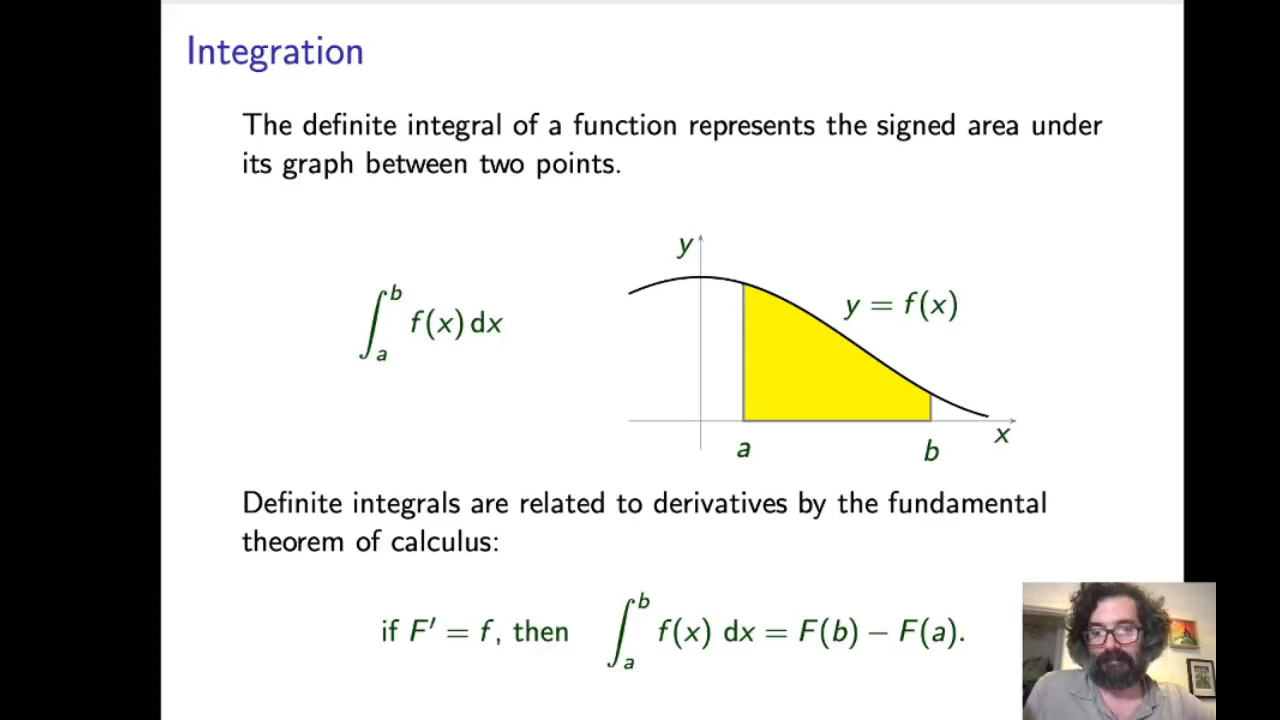 Integration
The definite integral of a function represents the signed area under
its graph between two points.
∫_a^b f(x) dx
y
y = f(x)
x
a
b
Definite integrals are related to derivatives by the fundamental
theorem of calculus:
if F′ = f, then ∫_a^b f(x) dx = F(b) − F(a).